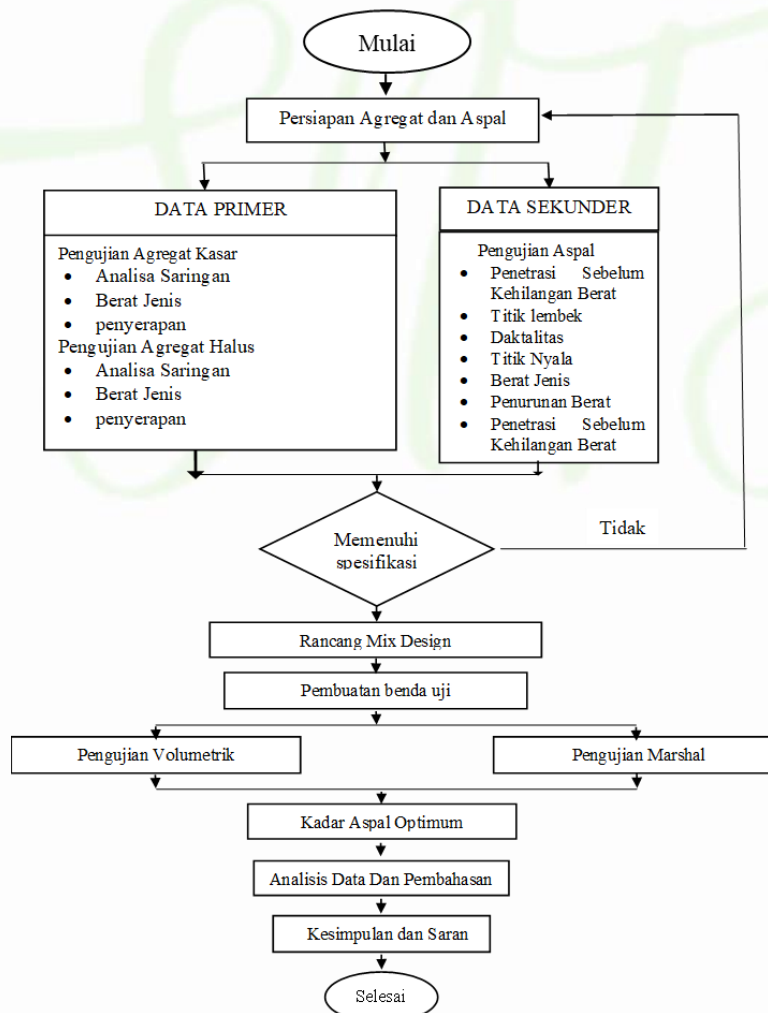 Mulai
Persiapan Agregat dan Aspal
DATA PRIMER
Pengujian Agregat Kasar
• Analisa Saringan
• Berat Jenis
• penyerapan
Pengujian Agregat Halus
• Analisa Saringan
• Berat Jenis
• penyerapan
DATA SEKUNDER
Pengujian Aspal
• Penetrasi Sebelum
Kehilangan Berat
• Titik lembek
• Daktalitas
• Titik Nyala
• Berat Jenis
• Penurunan Berat
• Penetrasi Sebelum
Kehilangan Berat
Memenuhi
spesifikasi
Tidak
Rancang Mix Design
Pembuatan benda uji
Pengujian Volumetrik
Pengujian Marshal
Kadar Aspal Optimum
Analisis Data Dan Pembahasan
Kesimpulan dan Saran
Selesai